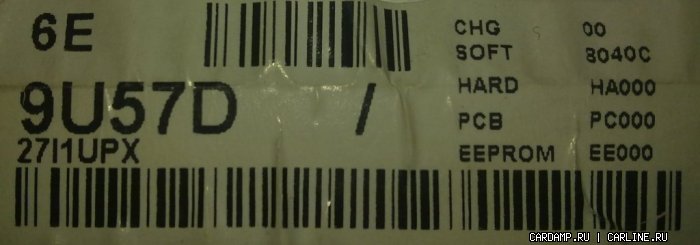 6E
CHG 00
SOFT 8040C
9U57D /
HARD HA000
PCB PC000
27I1UPX
EEPROM EE000
CARDAMP.RU | CARLINE.RU